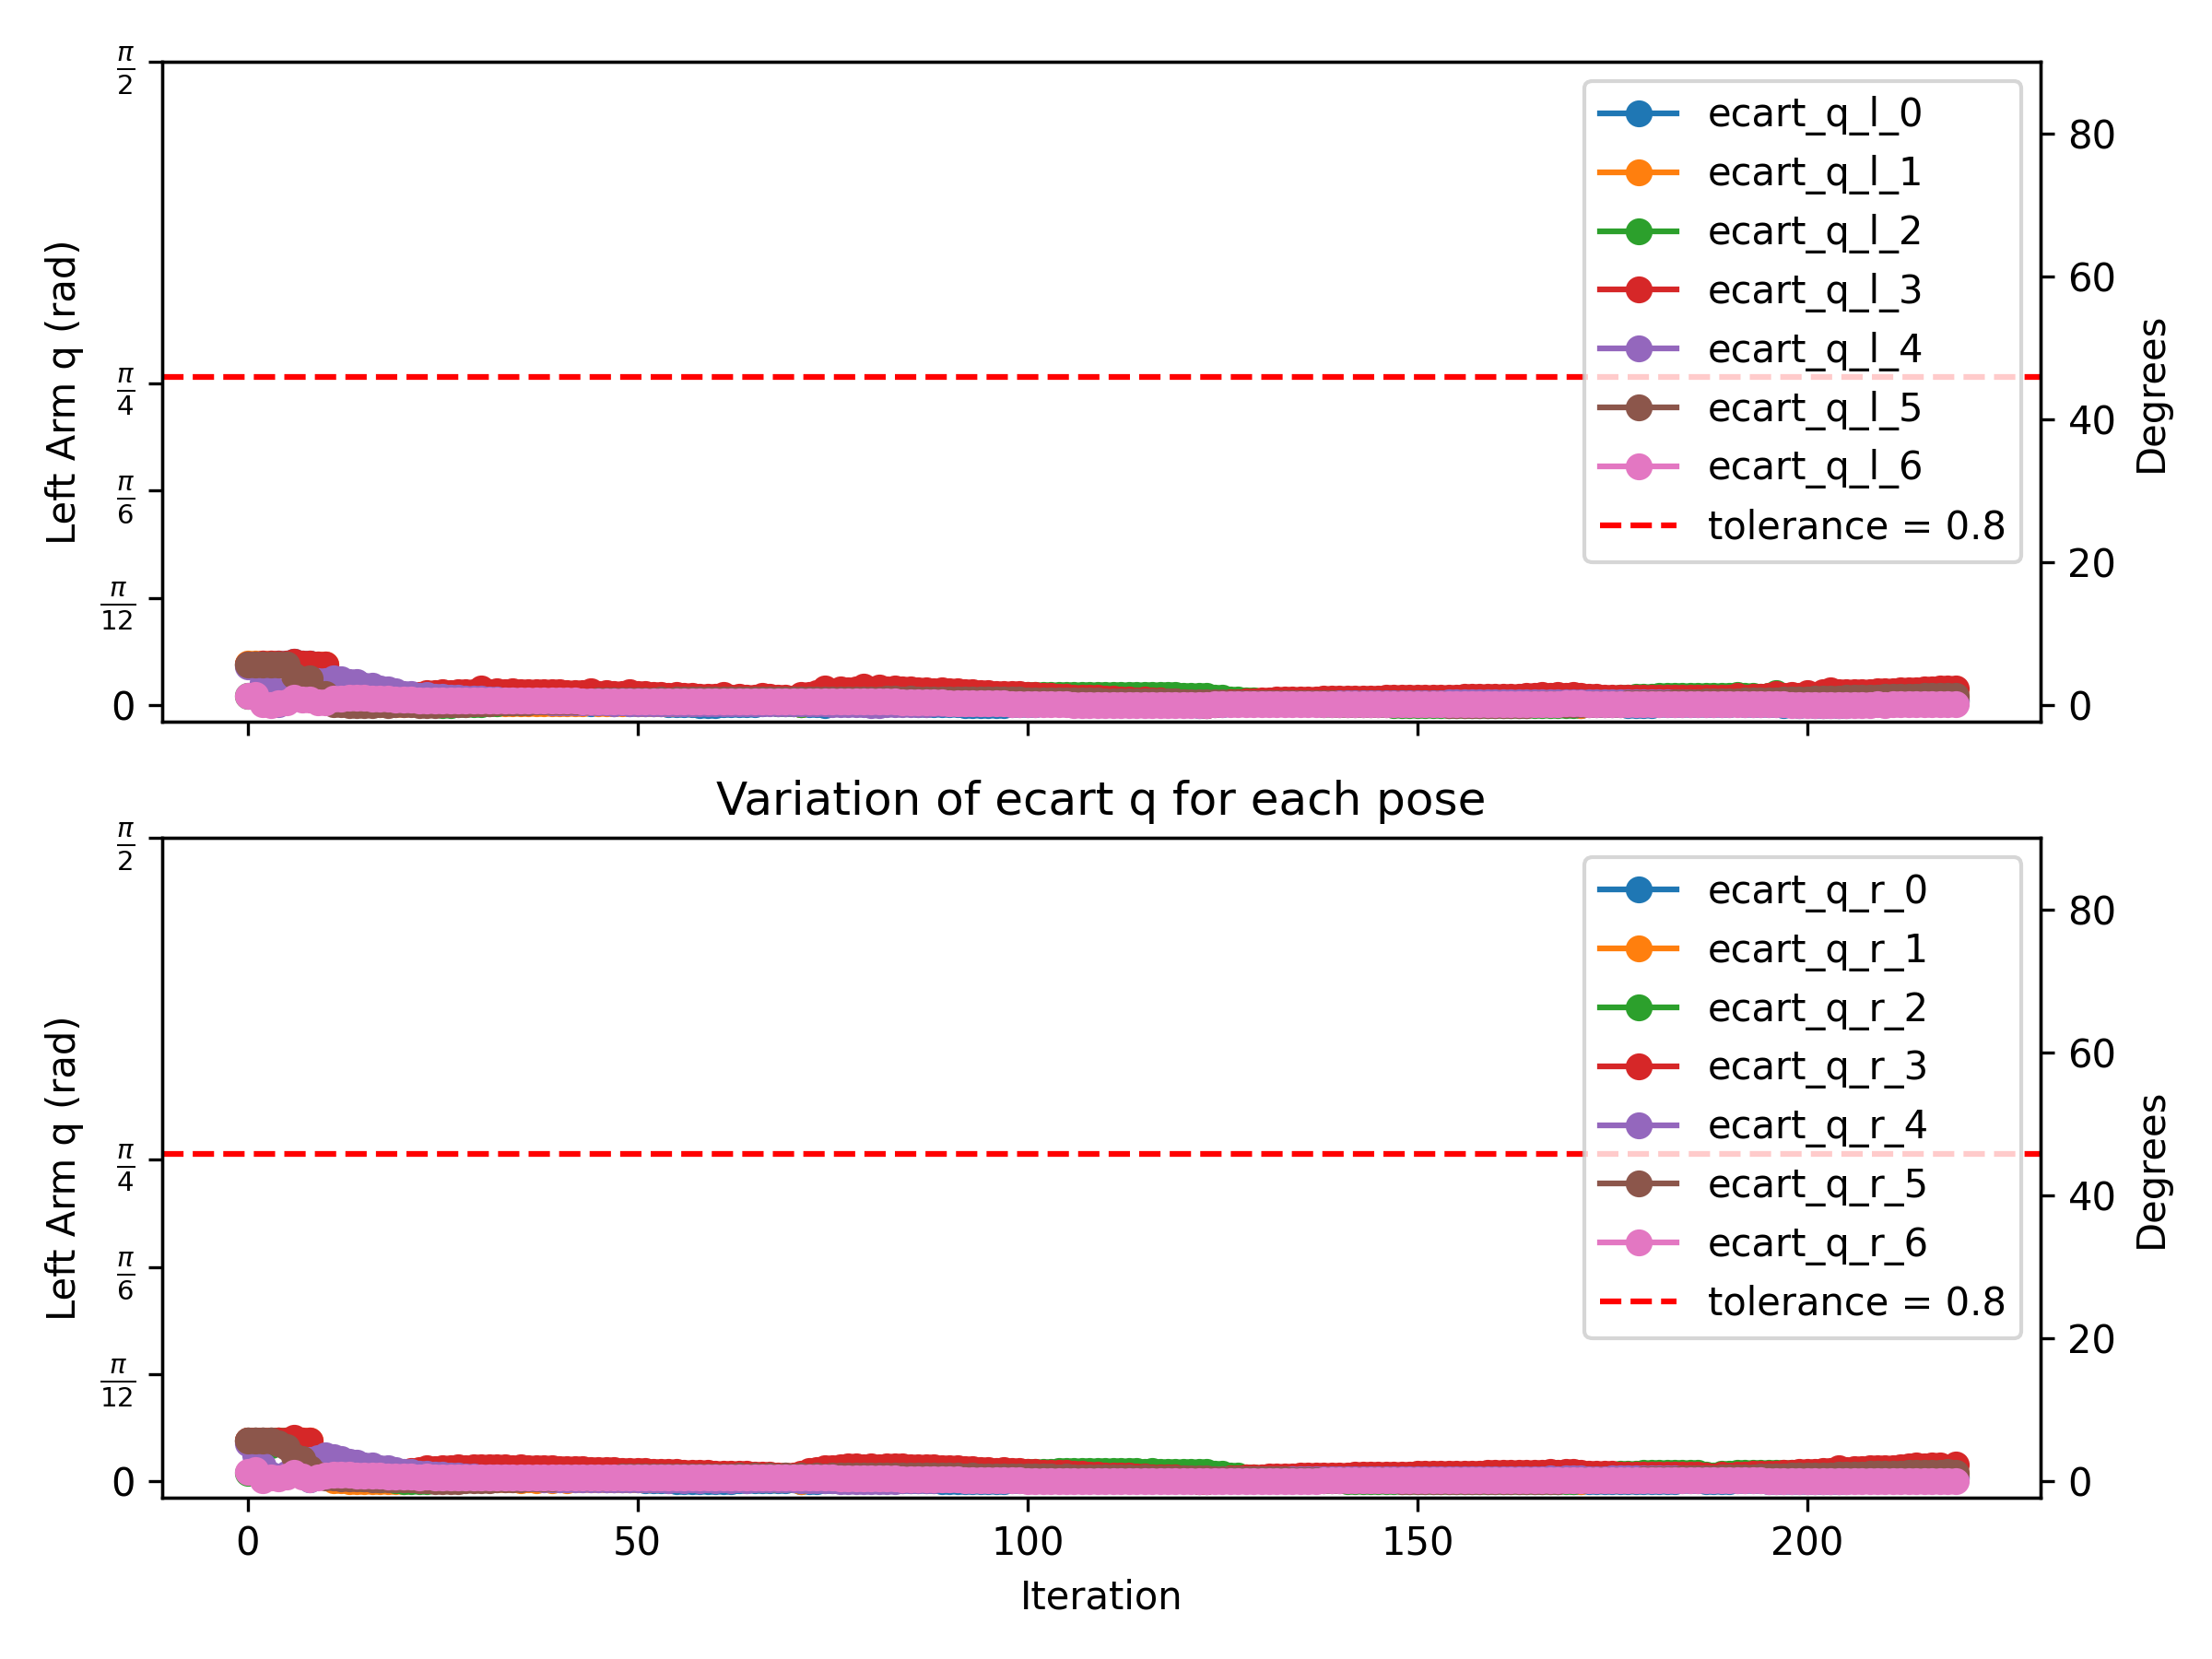 π/2
π/4
π/6
π/12
0
Left Arm q (rad)
ecart_q_l_0
ecart_q_l_1
ecart_q_l_2
ecart_q_l_3
ecart_q_l_4
ecart_q_l_5
ecart_q_l_6
tolerance = 0.8
80
60
40
20
0
Degrees
Variation of ecart q for each pose
π/2
π/4
π/6
π/12
0
Left Arm q (rad)
ecart_q_r_0
ecart_q_r_1
ecart_q_r_2
ecart_q_r_3
ecart_q_r_4
ecart_q_r_5
ecart_q_r_6
tolerance = 0.8
80
60
40
20
0
Degrees
0 50 100 150 200
Iteration